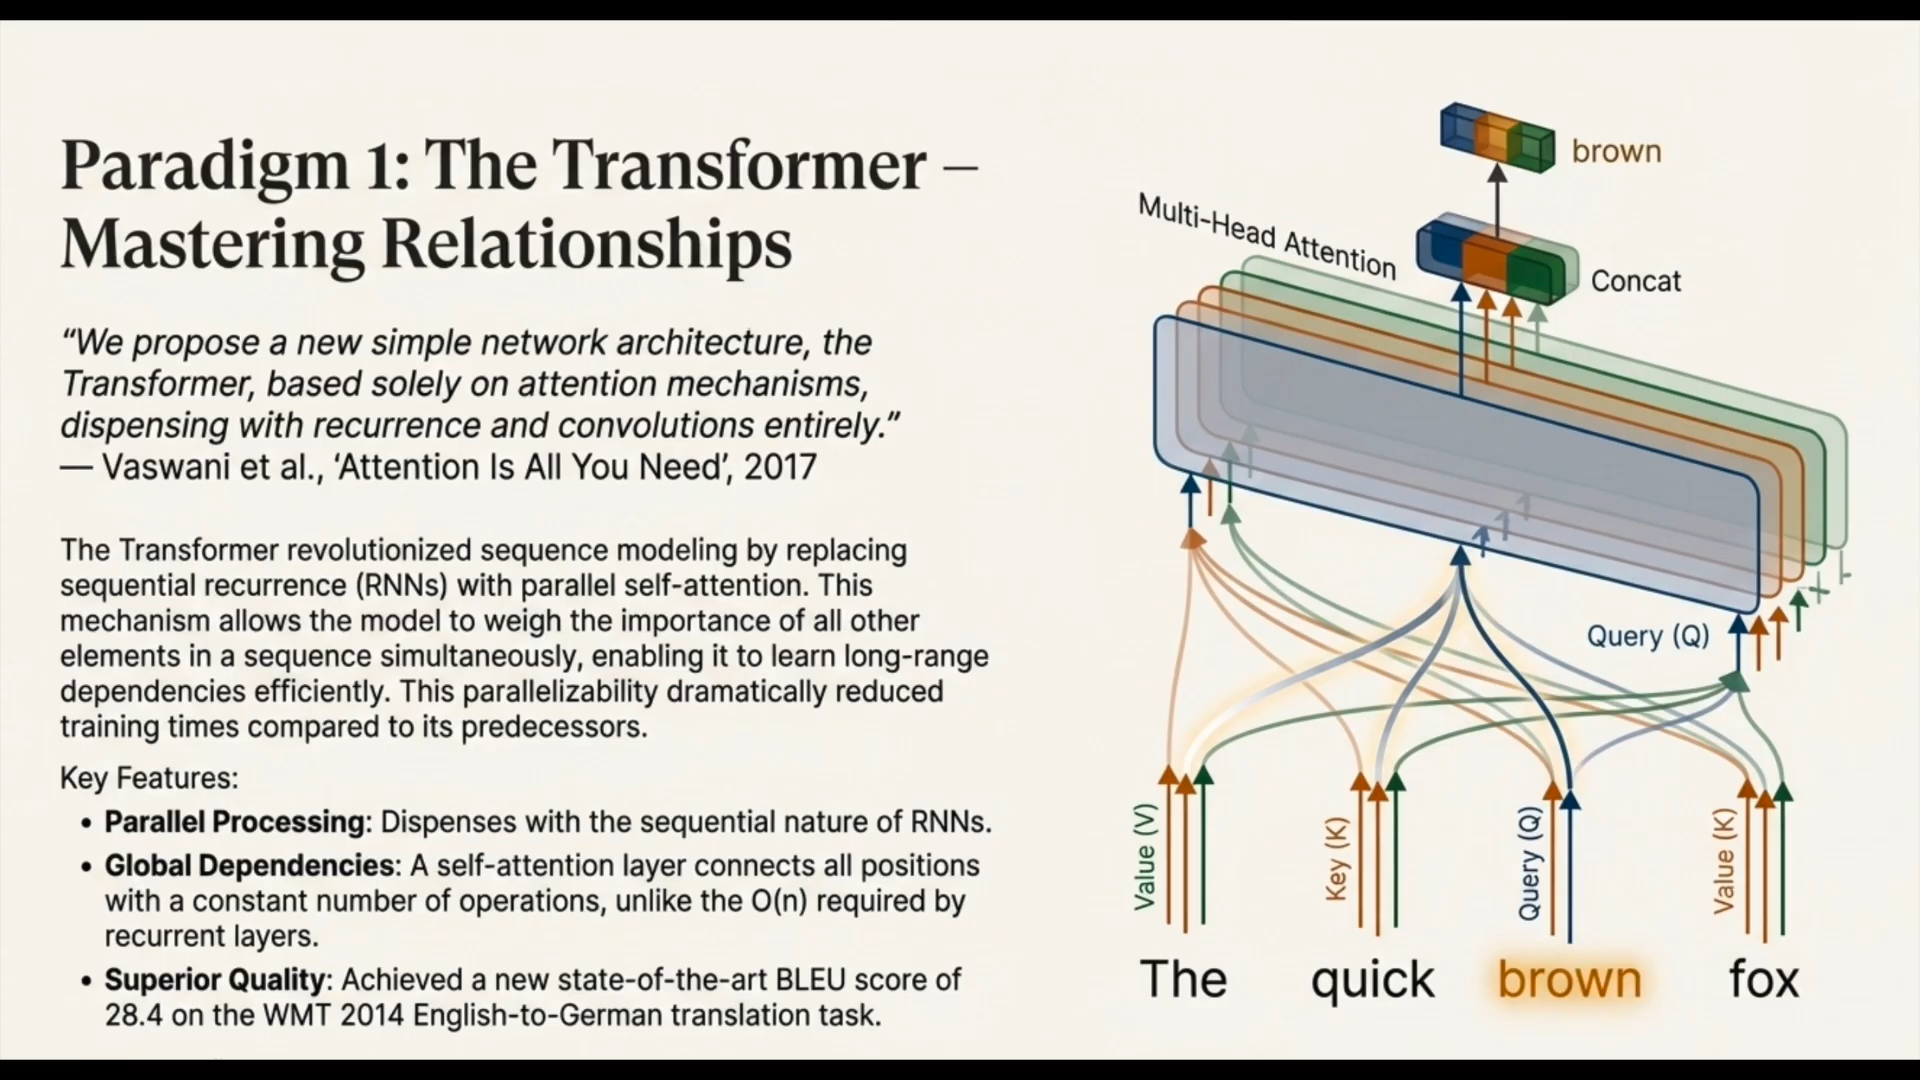 Paradigm 1: The Transformer –
Mastering Relationships
“We propose a new simple network architecture, the
Transformer, based solely on attention mechanisms,
dispensing with recurrence and convolutions entirely.”
— Vaswani et al., ‘Attention Is All You Need’, 2017
The Transformer revolutionized sequence modeling by replacing
sequential recurrence (RNNs) with parallel self-attention. This
mechanism allows the model to weigh the importance of all other
elements in a sequence simultaneously, enabling it to learn long-range
dependencies efficiently. This parallelizability dramatically reduced
training times compared to its predecessors.
Key Features:
• Parallel Processing: Dispenses with the sequential nature of RNNs.
• Global Dependencies: A self-attention layer connects all positions
with a constant number of operations, unlike the O(n) required by
recurrent layers.
• Superior Quality: Achieved a new state-of-the-art BLEU score of
28.4 on the WMT 2014 English-to-German translation task.
brown
Multi-Head Attention
Concat
Query (Q)
Value (V)
Key (K)
Query (Q)
Value (K)
The quick brown fox